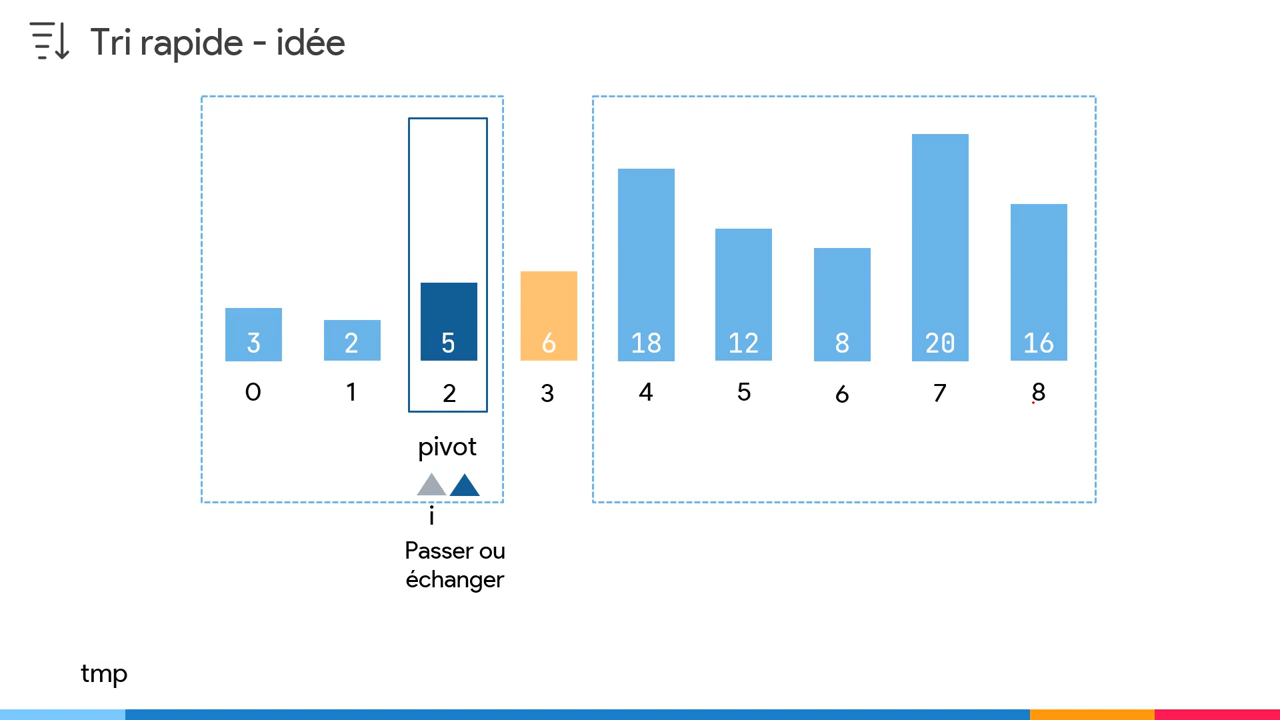 Tri rapide - idée
3 2 5 6 18 12 8 20 16
0 1 2 3 4 5 6 7 8
pivot
i
Passer ou
échanger
tmp